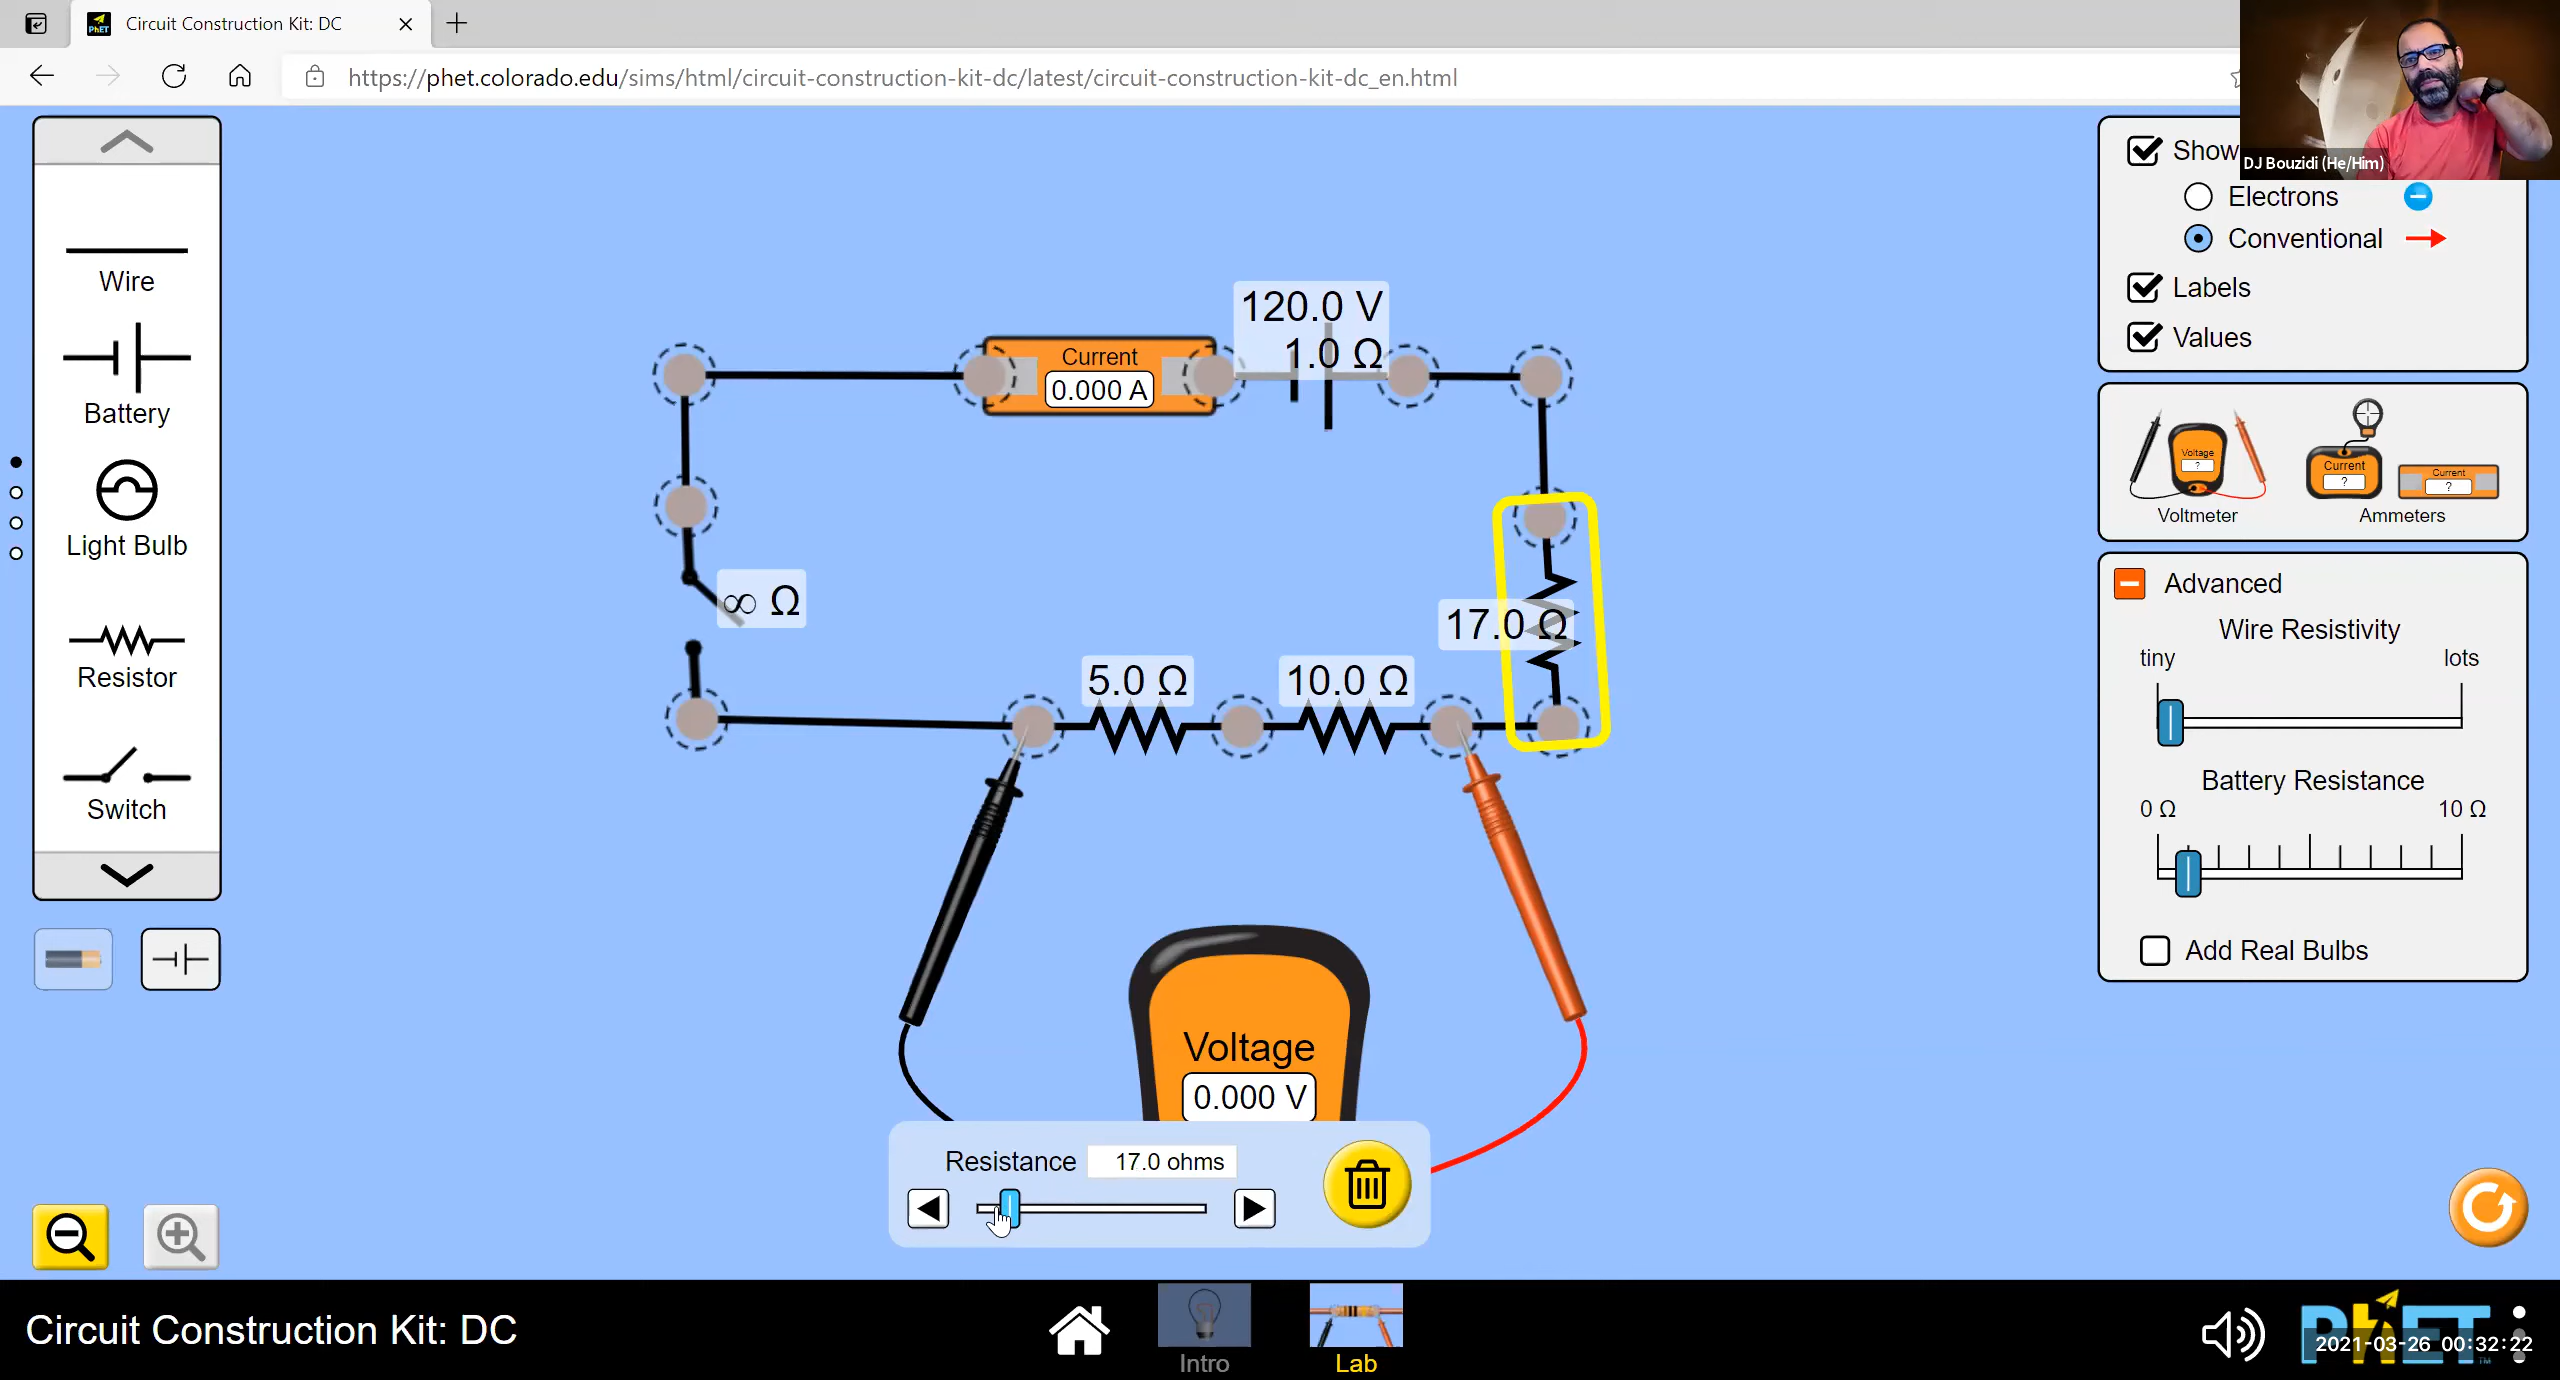 Circuit Construction Kit: DC
https://phet.colorado.edu/sims/html/circuit-construction-kit-dc/latest/circuit-construction-kit-dc_en.html
DJ Bouzidi (He/Him)
Wire
Battery
Light Bulb
Resistor
Switch
Current
0.000 A
120.0 V
1.0 Ω
∞ Ω
17.0 Ω
5.0 Ω
10.0 Ω
Voltage
0.000 V
Resistance 17.0 ohms
Show
Electrons
Conventional
Labels
Values
Voltage
?
Current
?
Current
?
Voltmeter
Ammeters
Advanced
Wire Resistivity
tiny lots
Battery Resistance
0 Ω 10 Ω
Add Real Bulbs
Circuit Construction Kit: DC
Intro
Lab
PhET
2021-03-26 00:32:22